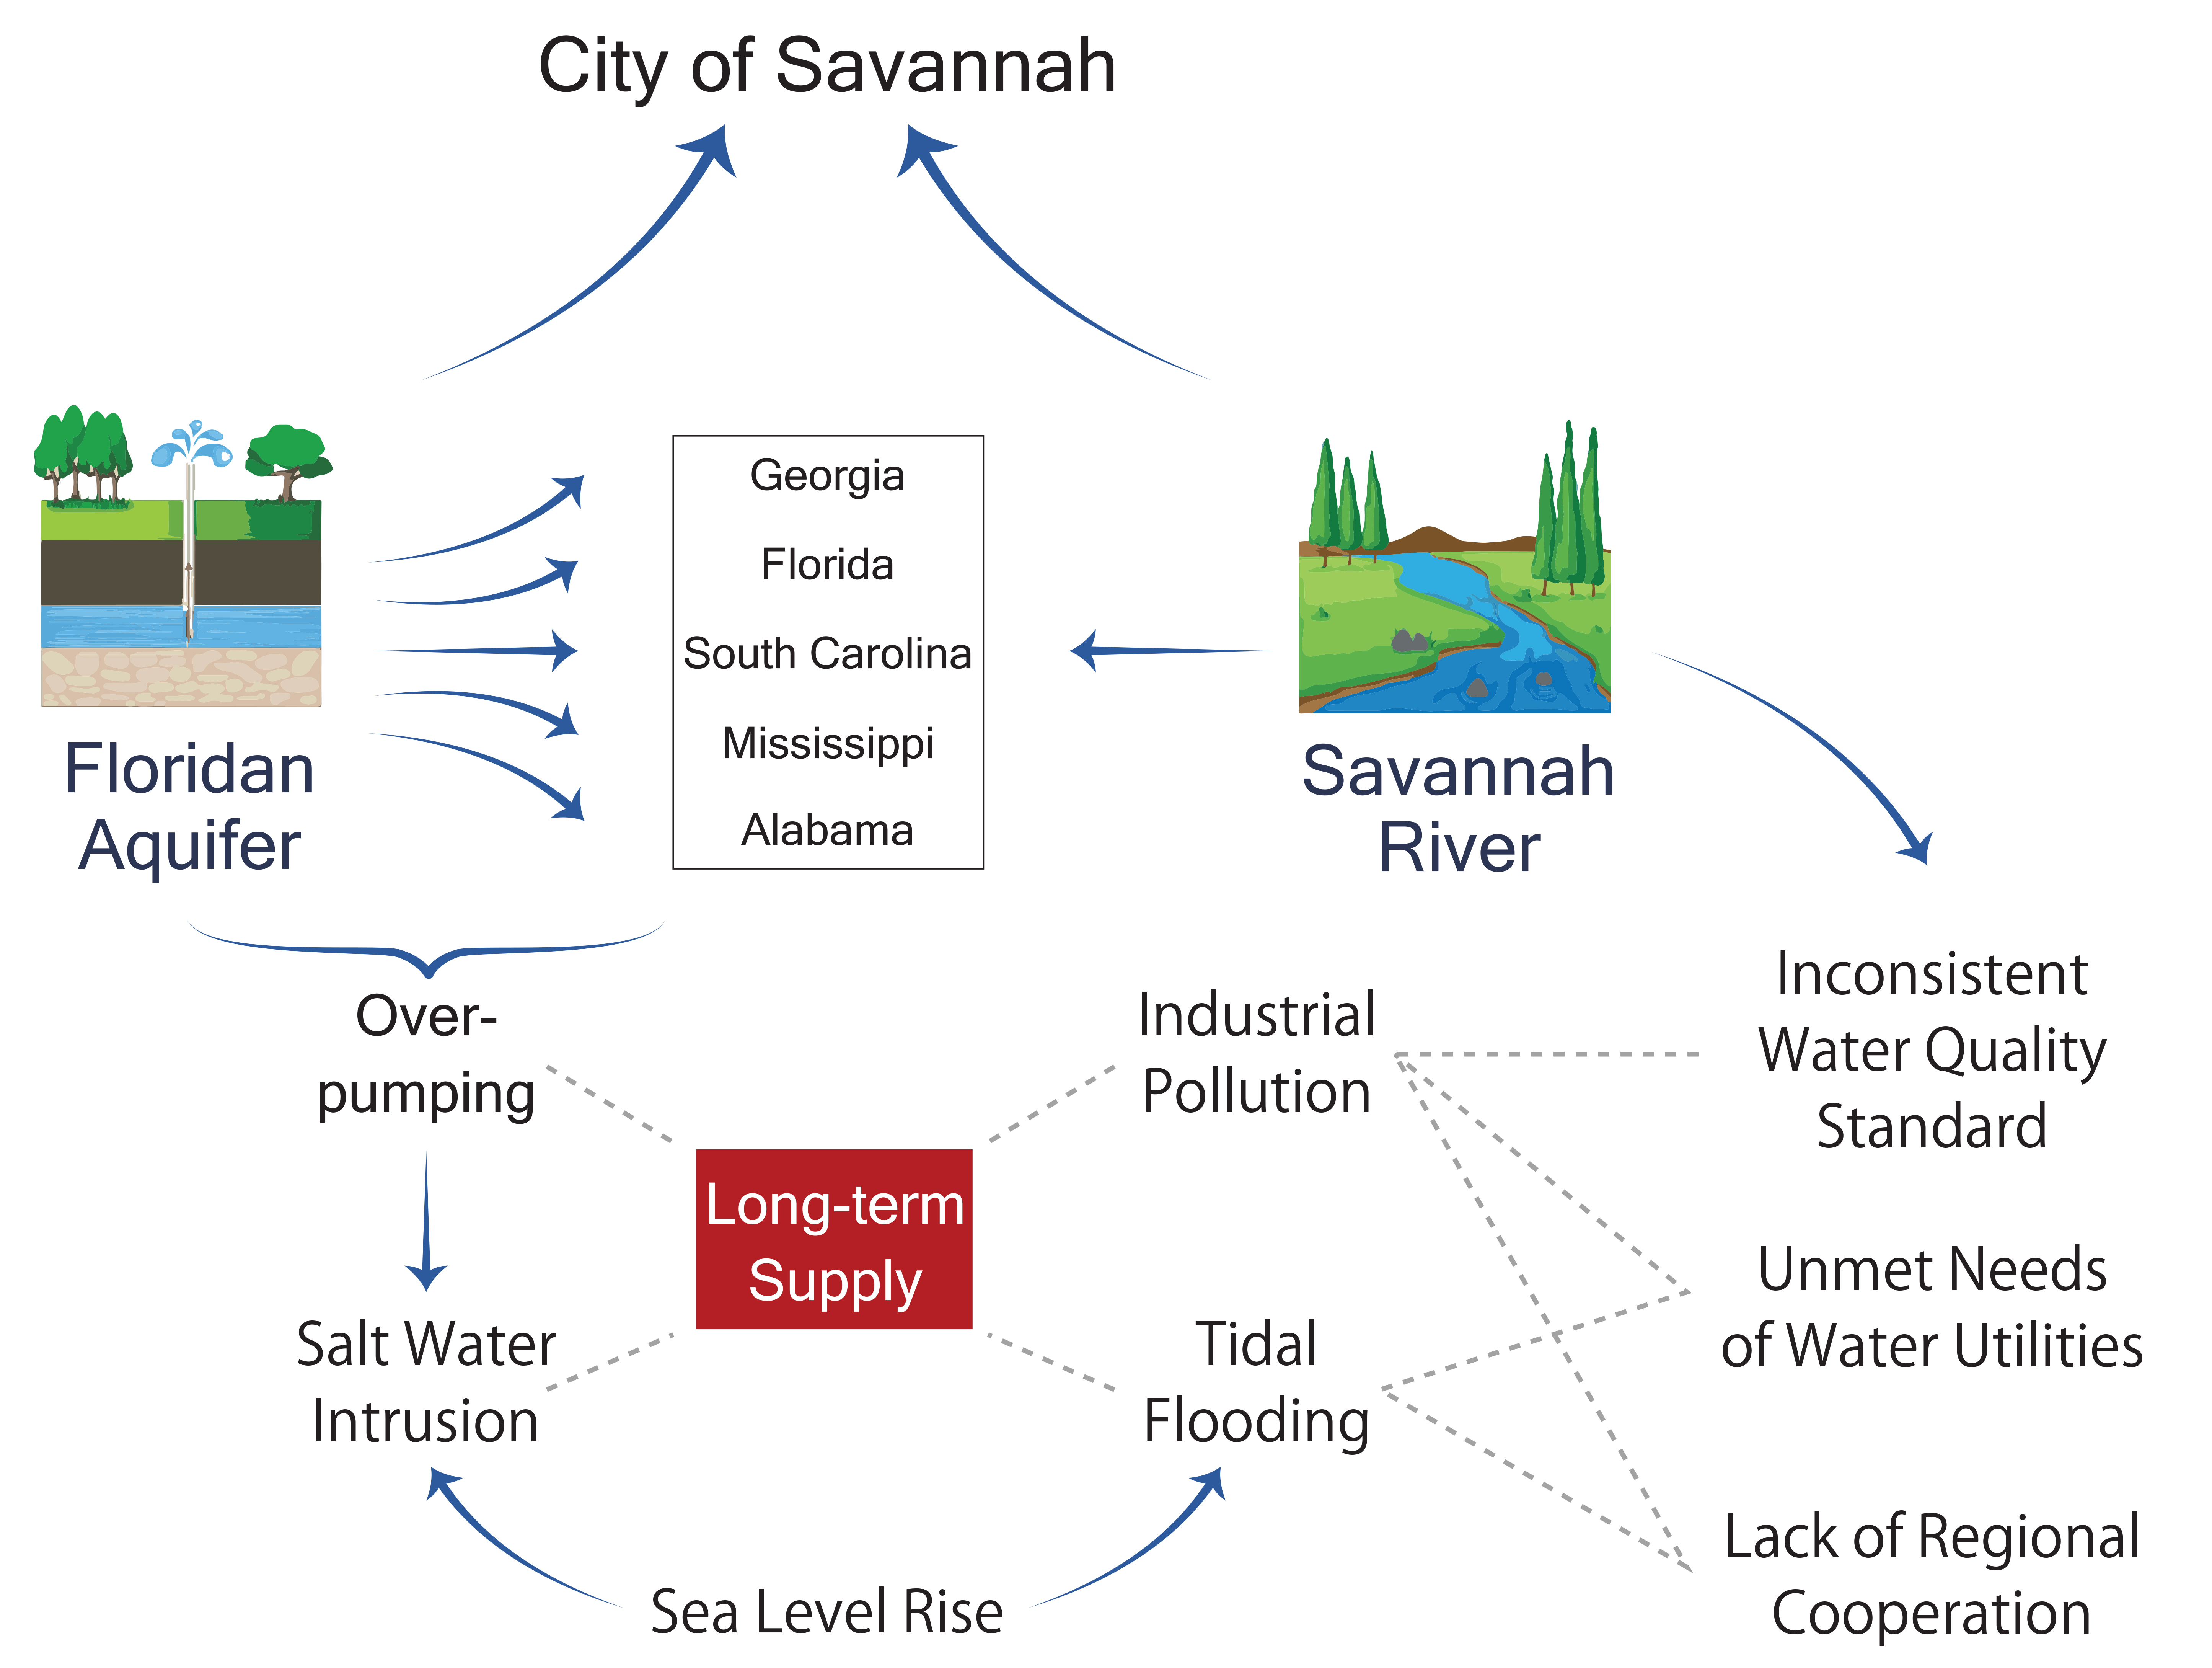 City of Savannah
Georgia
Florida
South Carolina
Mississippi
Alabama
Floridan
Aquifer
Savannah
River
Over-
pumping
Industrial
Pollution
Inconsistent
Water Quality
Standard
Long-term
Supply
Salt Water
Intrusion
Tidal
Flooding
Unmet Needs
of Water Utilities
Sea Level Rise
Lack of Regional
Cooperation